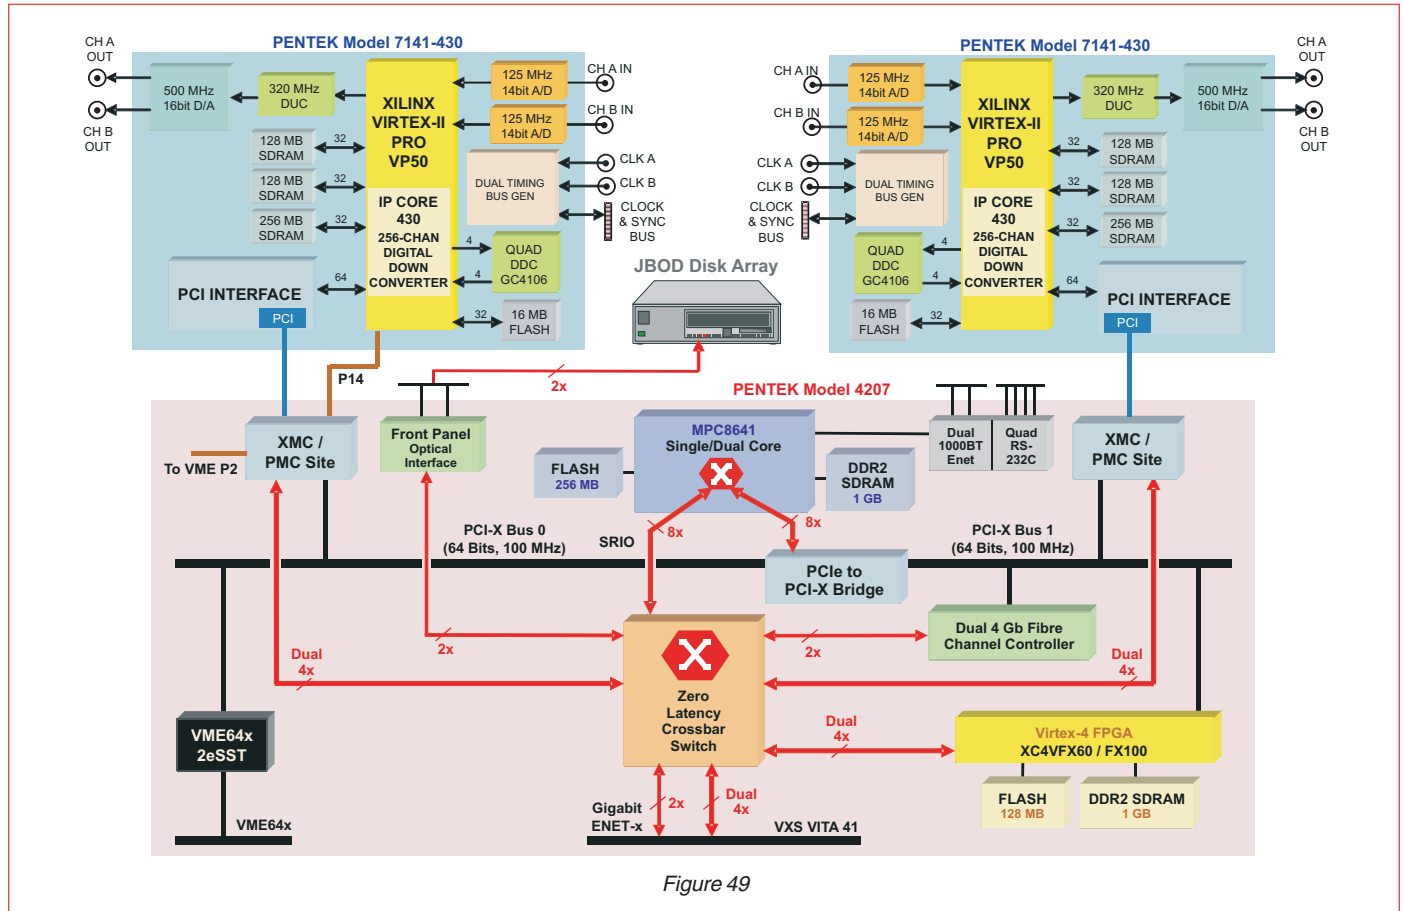 PENTEK Model 7141-430
CH A
OUT
CH B
OUT
500 MHz
16bit D/A
320 MHz
DUC
XILINX
VIRTEX-II
PRO
VP50
125 MHz
14bit A/D
CH A IN
125 MHz
14bit A/D
CH B IN
128 MB
SDRAM
32
128 MB
SDRAM
32
256 MB
SDRAM
32
DUAL TIMING
BUS GEN
CLK A
CLK B
CLOCK
& SYNC
BUS
IP CORE
430
256-CHAN
DIGITAL
DOWN
CONVERTER
4
4
QUAD
DDC
GC4106
PCI INTERFACE
PCI
64
32
16 MB
FLASH
P14
PENTEK Model 7141-430
CH A IN
125 MHz
14bit A/D
CH B IN
125 MHz
14bit A/D
XILINX
VIRTEX-II
PRO
VP50
320 MHz
DUC
500 MHz
16bit D/A
CH A
OUT
CH B
OUT
CLK A
CLK B
CLOCK
& SYNC
BUS
DUAL TIMING
BUS GEN
32
128 MB
SDRAM
32
128 MB
SDRAM
32
256 MB
SDRAM
IP CORE
430
256-CHAN
DIGITAL
DOWN
CONVERTER
QUAD
DDC
GC4106
4
4
16 MB
FLASH
32
64
PCI INTERFACE
PCI
JBOD Disk Array
2x
PENTEK Model 4207
XMC /
PMC Site
To VME P2
Front Panel
Optical
Interface
FLASH
256 MB
MPC8641
Single/Dual Core
DDR2
SDRAM
1 GB
Dual
1000BT
Enet
Quad
RS-
232C
XMC /
PMC Site
PCI-X Bus 0
(64 Bits, 100 MHz)
SRIO
8x
8x
PCI-X Bus 1
(64 Bits, 100 MHz)
PCIe to
PCI-X Bridge
Dual 4 Gb Fibre
Channel Controller
2x
2x
Dual
4x
Dual
4x
Zero
Latency
Crossbar
Switch
Dual
4x
Virtex-4 FPGA
XC4VFX60 / FX100
VME64x
2eSST
FLASH
128 MB
DDR2 SDRAM
1 GB
Gigabit
ENET-x
2x
Dual
4x
VME64x
VXS VITA 41
Figure 49